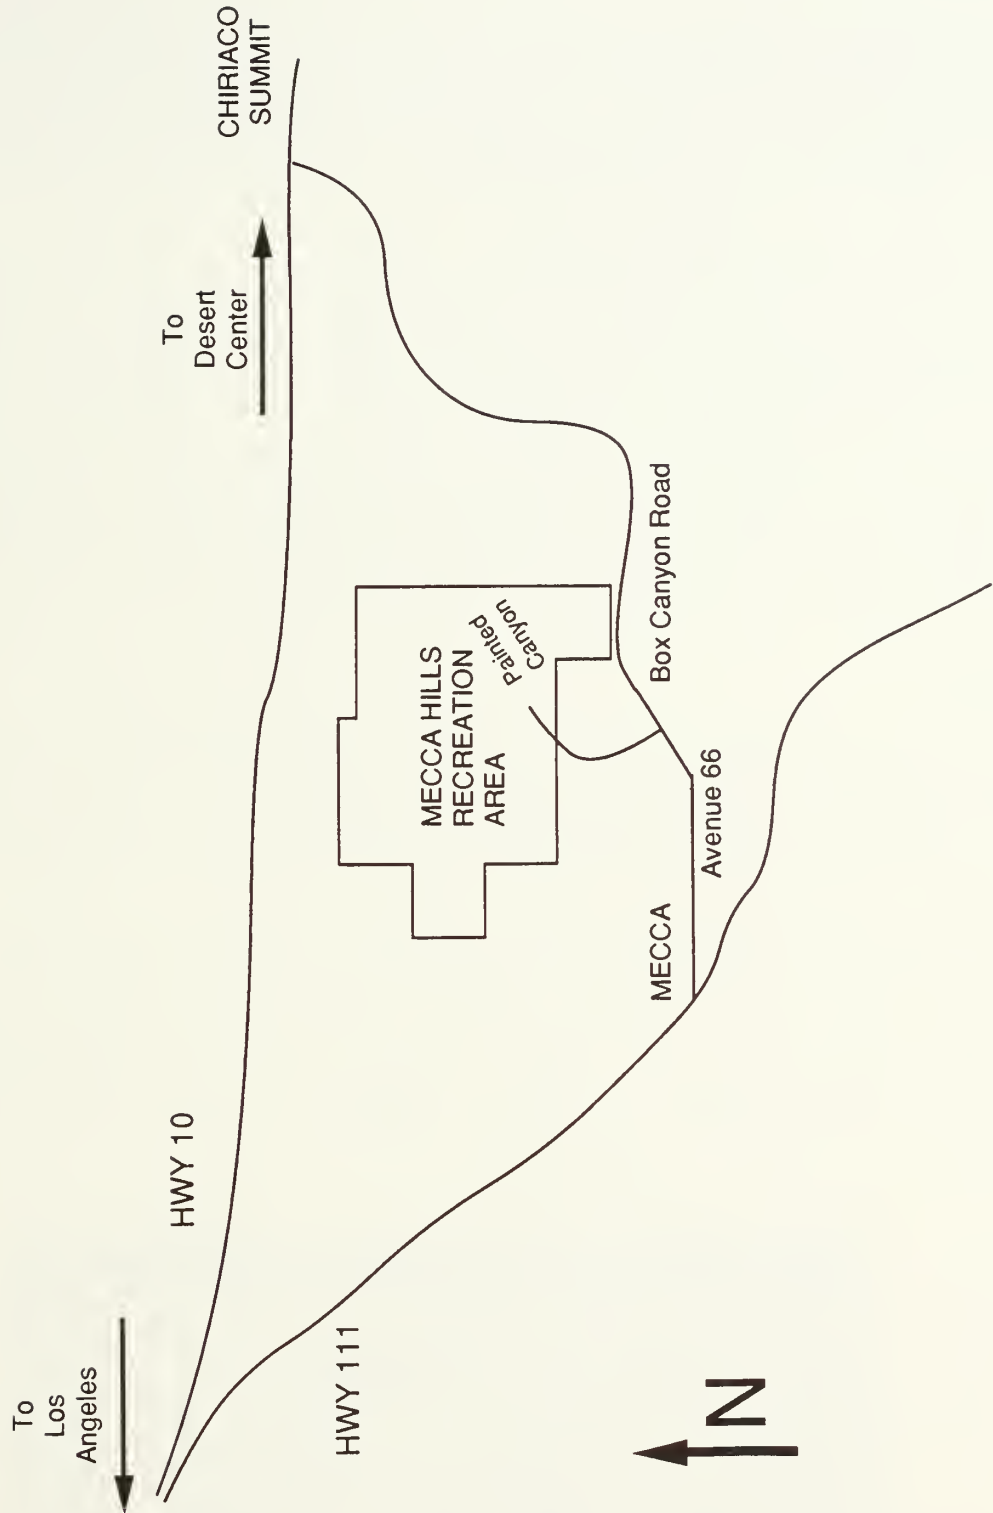 To
Los
Angeles
HWY 10
To
Desert
Center
CHIRIACO
SUMMIT
HWY 111
MECCA HILLS
RECREATION
AREA
Painted
Canyon
MECCA
Box Canyon Road
Avenue 66
N